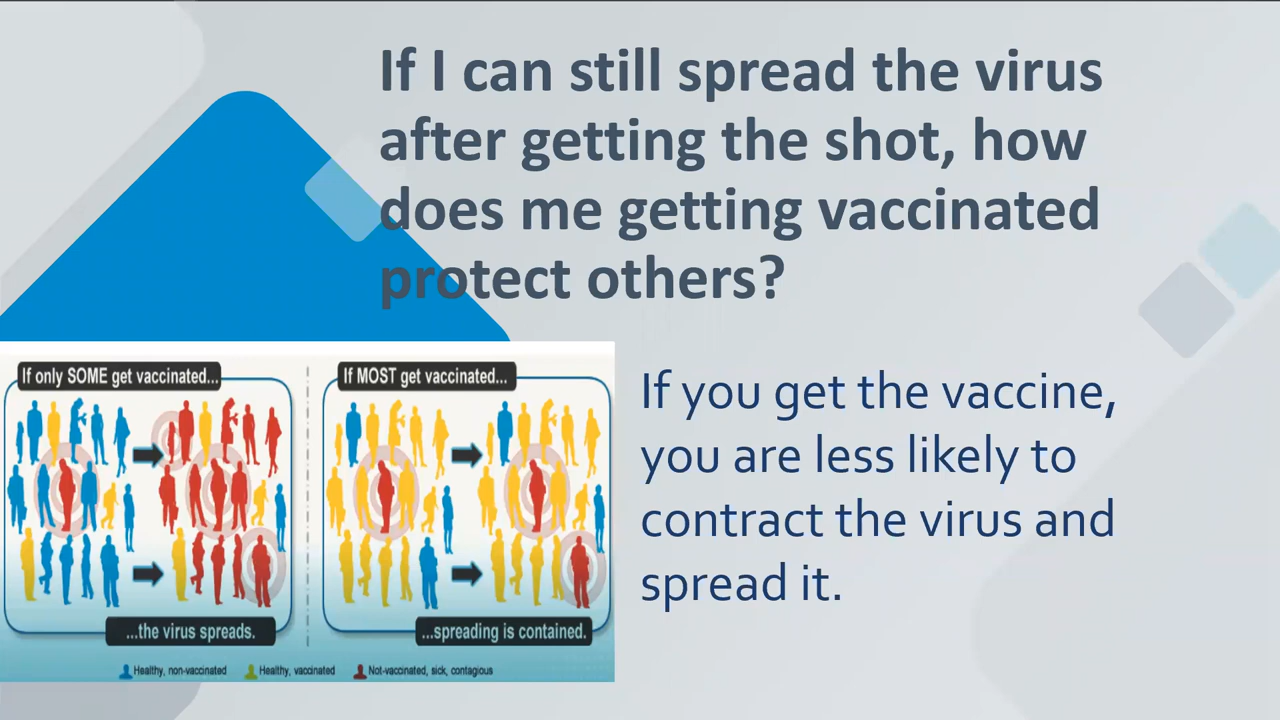 If I can still spread the virus
after getting the shot, how
does me getting vaccinated
protect others?
If only SOME get vaccinated...
...the virus spreads.
If MOST get vaccinated...
...spreading is contained.
Healthy, non-vaccinated
Healthy, vaccinated
Not-vaccinated, sick, contagious
If you get the vaccine,
you are less likely to
contract the virus and
spread it.